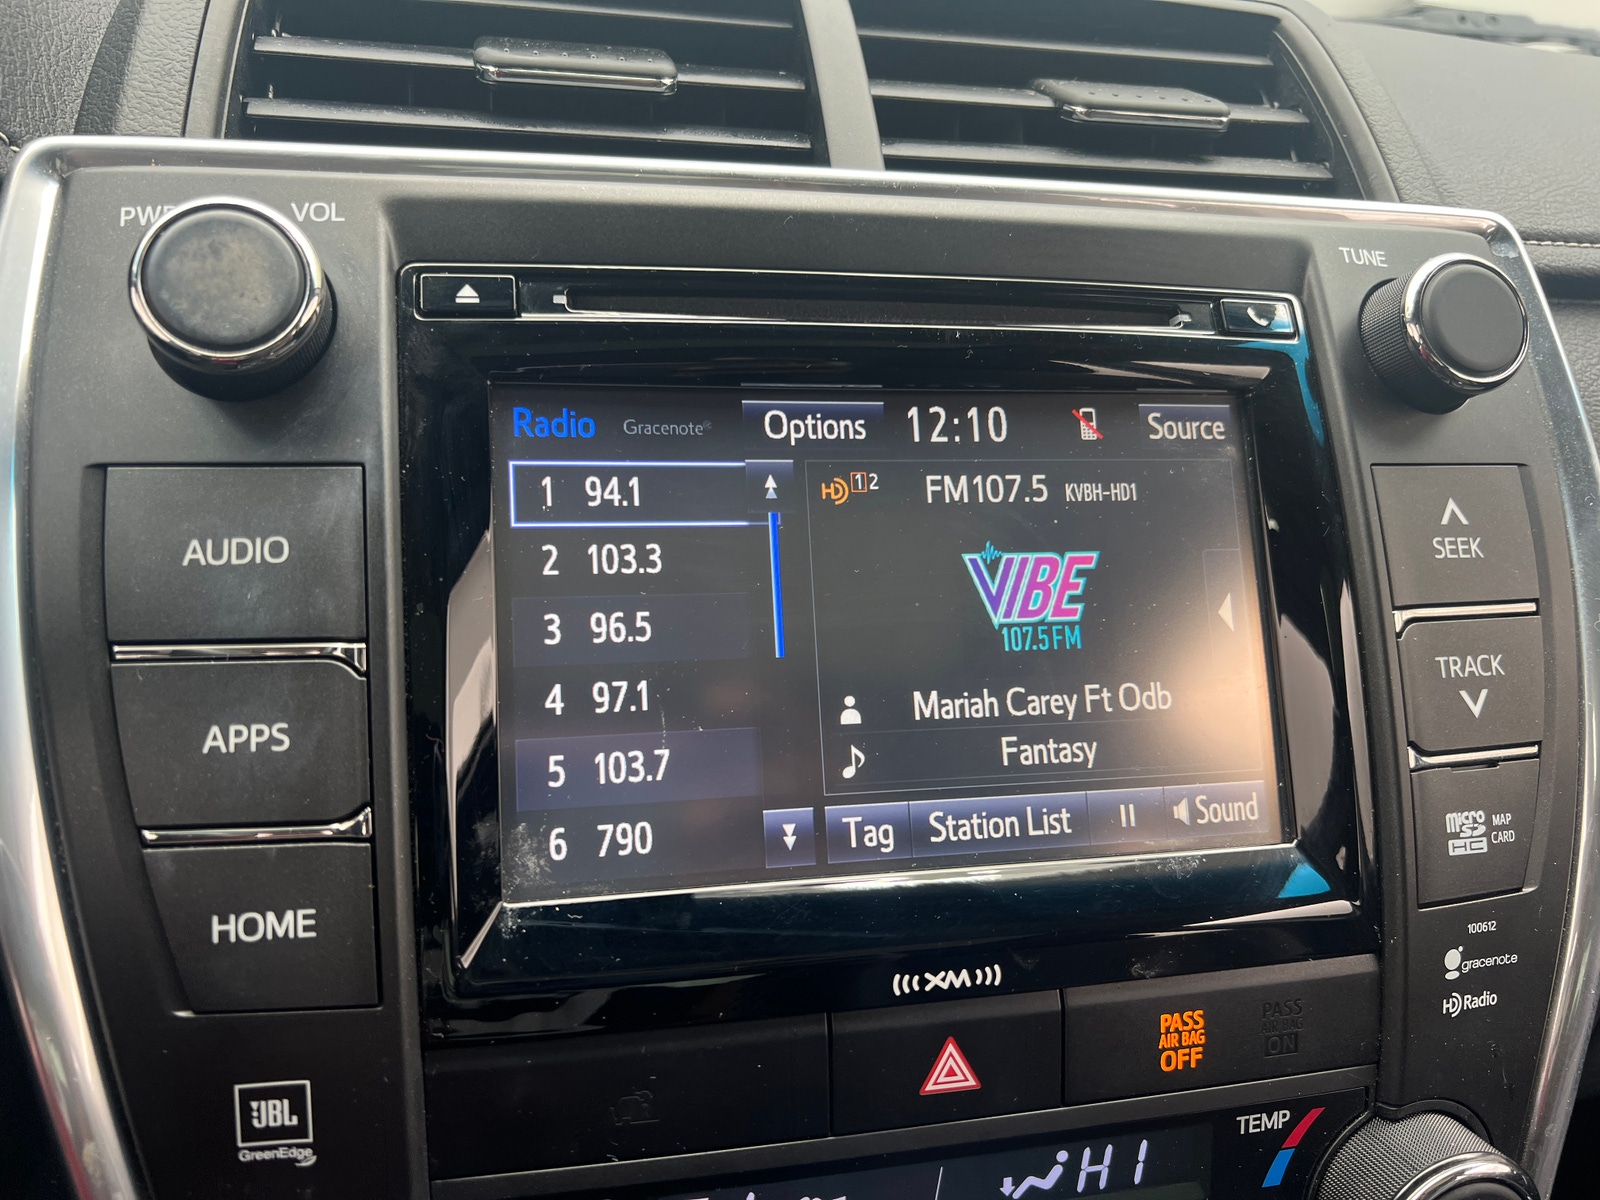 PWR VOL
TUNE
Radio Gracenote® Options 12:10 Source
1 94.1
2 103.3
3 96.5
4 97.1
5 103.7
6 790
HD 1 2 FM107.5 KVBH-HD1
VIBE
107.5FM
Mariah Carey Ft Odb
Fantasy
Tag Station List Sound
AUDIO
APPS
HOME
SEEK
TRACK
micro SD HC MAP CARD
100612
gracenote
HD Radio
(((XM)))
PASS AIR BAG OFF
PASS AIR BAG ON
JBL
GreenEdge
TEMP
HI